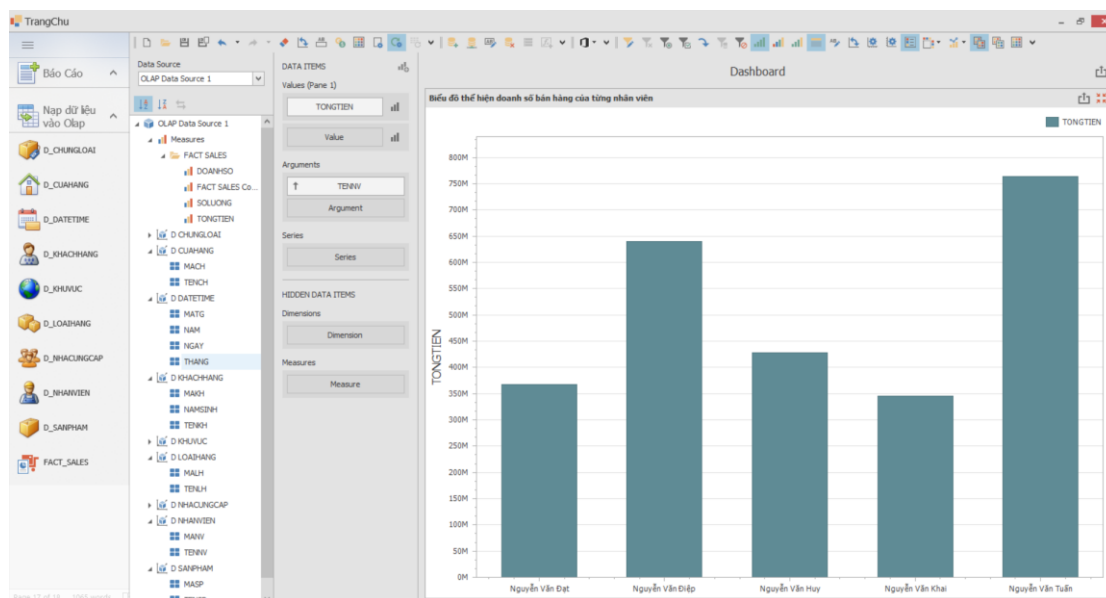 TrangChu
Báo Cáo
Nạp dữ liệu
vào Olap
D_CHUNGLOAI
D_CUAHANG
D_DATETIME
D_KHACHHANG
D_KHUVUC
D_LOAIHANG
D_NHACUNGCAP
D_NHANVIEN
D_SANPHAM
FACT_SALES
Data Source
OLAP Data Source 1
OLAP Data Source 1
Measures
FACT SALES
DOANHSO
FACT SALES Co...
SOLUONG
TONGTIEN
D CHUNGLOAI
D CUAHANG
MACH
TENCH
D DATETIME
MATG
NAM
NGAY
THANG
D KHACHHANG
MAKH
NAMSINH
TENKH
D KHUVUC
D LOAIHANG
MALH
TENLH
D NHACUNGCAP
D NHANVIEN
MANV
TENNV
D SANPHAM
MASP
DATA ITEMS
Values (Pane 1)
TONGTIEN
Value
Arguments
TENNV
Argument
Series
Series
HIDDEN DATA ITEMS
Dimensions
Dimension
Measures
Measure
Dashboard
Biểu đồ thể hiện doanh số bán hàng của từng nhân viên
TONGTIEN
800M
750M
700M
650M
600M
550M
500M
450M
400M
350M
300M
250M
200M
150M
100M
50M
0M
TONGTIEN
Nguyễn Văn Đạt
Nguyễn Văn Điệp
Nguyễn Văn Huy
Nguyễn Văn Khai
Nguyễn Văn Tuấn